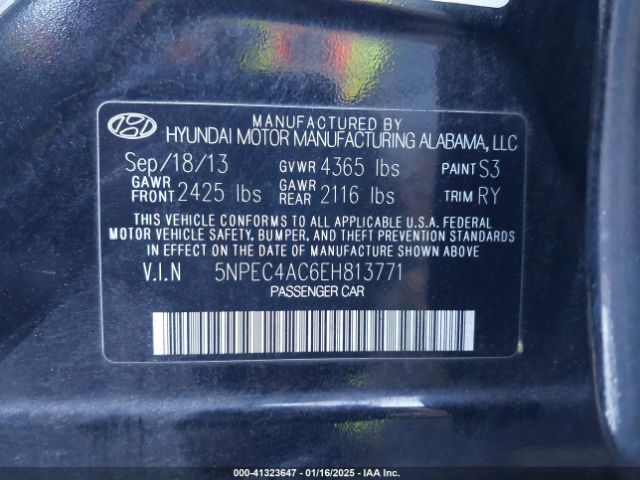 MANUFACTURED BY
HYUNDAI MOTOR MANUFACTURING ALABAMA, LLC
Sep/18/13 GVWR 4365 lbs PAINT S3
GAWR FRONT 2425 lbs GAWR REAR 2116 lbs TRIM RY
THIS VEHICLE CONFORMS TO ALL APPLICABLE U.S.A. FEDERAL
MOTOR VEHICLE SAFETY, BUMPER, AND THEFT PREVENTION STANDARDS
IN EFFECT ON THE DATE OF MANUFACTURE SHOWN ABOVE
V.I.N 5NPEC4AC6EH813771
PASSENGER CAR
000-41323647 - 01/16/2025 - IAA Inc.